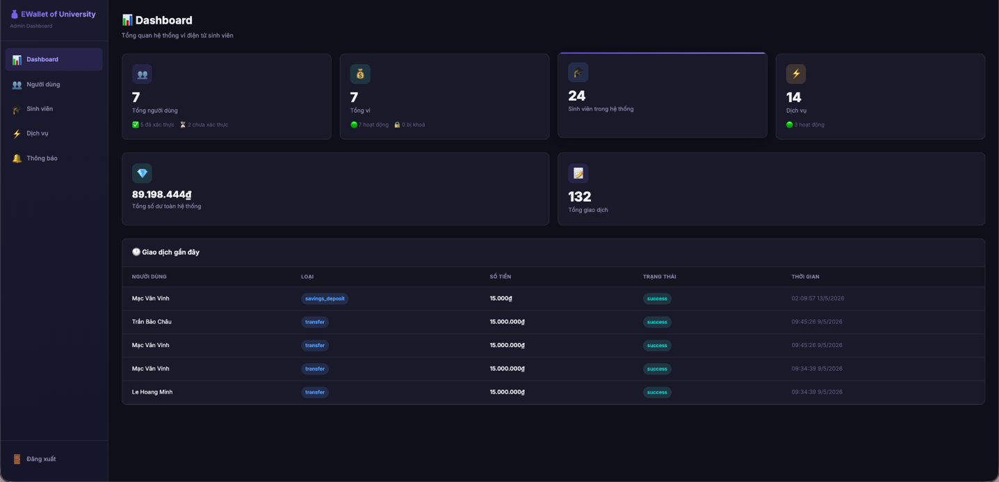 EWallet of University
Admin Dashboard
Dashboard
Người dùng
Sinh viên
Dịch vụ
Thông báo
Đăng xuất
Dashboard
Tổng quan hệ thống ví điện tử sinh viên
7
Tổng người dùng
5 đã xác thực 2 chưa xác thực
7
Tổng ví
7 hoạt động 0 bị khoá
24
Sinh viên trong hệ thống
14
Dịch vụ
3 hoạt động
89.198.444₫
Tổng số dư toàn hệ thống
132
Tổng giao dịch
Giao dịch gần đây
NGƯỜI DÙNG LOẠI SỐ TIỀN TRẠNG THÁI THỜI GIAN
Mạc Văn Vinh savings_deposit 15.000₫ success 02:09:57 13/5/2026
Trần Bảo Châu transfer 15.000.000₫ success 09:45:26 9/5/2026
Mạc Văn Vinh transfer 15.000.000₫ success 09:45:26 9/5/2026
Mạc Văn Vinh transfer 15.000.000₫ success 09:34:39 9/5/2026
Le Hoang Minh transfer 15.000.000₫ success 09:34:39 9/5/2026